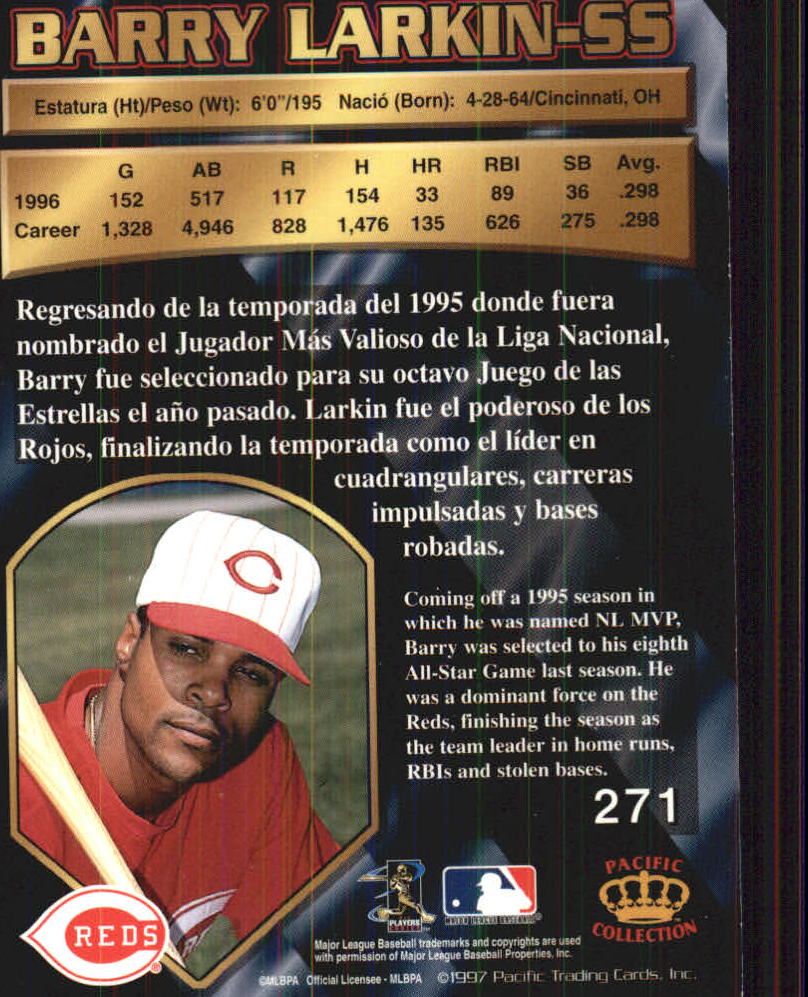 BARRY LARKIN-SS
Estatura (Ht)/Peso (Wt): 6'0"/195 Nació (Born): 4-28-64/Cincinnati, OH
G AB R H HR RBI SB Avg.
1996 152 517 117 154 33 89 36 .298
Career 1,328 4,946 828 1,476 135 626 275 .298
Regresando de la temporada del 1995 donde fuera
nombrado el Jugador Más Valioso de la Liga Nacional,
Barry fue seleccionado para su octavo Juego de las
Estrellas el año pasado. Larkin fue el poderoso de los
Rojos, finalizando la temporada como el líder en
cuadrangulares, carreras
impulsadas y bases
robadas.
Coming off a 1995 season in
which he was named NL MVP,
Barry was selected to his eighth
All-Star Game last season. He
was a dominant force on the
Reds, finishing the season as
the team leader in home runs,
RBIs and stolen bases.
271
C
REDS
®
PLAYERS
CHOICE
MAJOR LEAGUE BASEBALL®
PACIFIC
COLLECTION
Major League Baseball trademarks and copyrights are used
with permission of Major League Baseball Properties, Inc.
©MLBPA Official Licensee - MLBPA ©1997 Pacific Trading Cards, Inc.